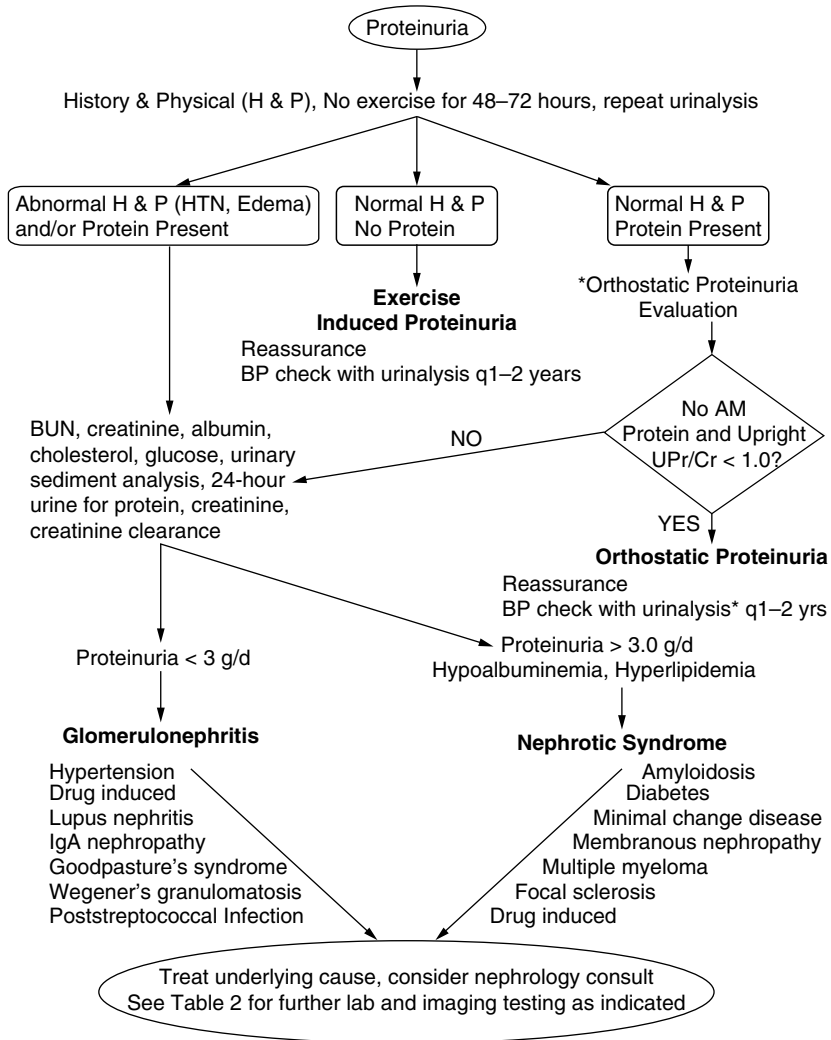 Proteinuria
History & Physical (H & P), No exercise for 48–72 hours, repeat urinalysis
Abnormal H & P (HTN, Edema)
and/or Protein Present
Normal H & P
No Protein
Normal H & P
Protein Present
Exercise
Induced Proteinuria
Reassurance
BP check with urinalysis q1–2 years
*Orthostatic Proteinuria
Evaluation
No AM
Protein and Upright
UPr/Cr < 1.0?
NO
YES
BUN, creatinine, albumin,
cholesterol, glucose, urinary
sediment analysis, 24-hour
urine for protein, creatinine,
creatinine clearance
Orthostatic Proteinuria
Reassurance
BP check with urinalysis* q1–2 yrs
Proteinuria < 3 g/d
Proteinuria > 3.0 g/d
Hypoalbuminemia, Hyperlipidemia
Glomerulonephritis
Hypertension
Drug induced
Lupus nephritis
IgA nephropathy
Goodpasture's syndrome
Wegener's granulomatosis
Poststreptococcal Infection
Nephrotic Syndrome
Amyloidosis
Diabetes
Minimal change disease
Membranous nephropathy
Multiple myeloma
Focal sclerosis
Drug induced
Treat underlying cause, consider nephrology consult
See Table 2 for further lab and imaging testing as indicated